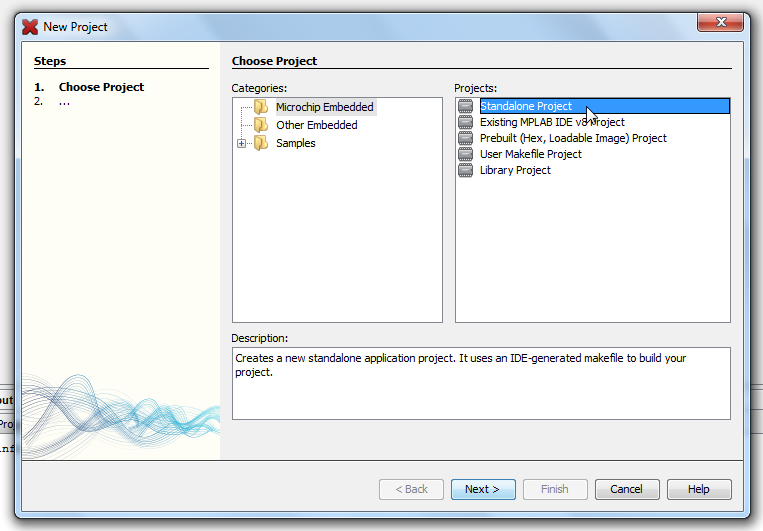 New Project
Steps
1. Choose Project
2. ...
Choose Project
Categories:
Microchip Embedded
Other Embedded
Samples
Projects:
Standalone Project
Existing MPLAB IDE v8 Project
Prebuilt (Hex, Loadable Image) Project
User Makefile Project
Library Project
Description:
Creates a new standalone application project. It uses an IDE-generated makefile to build your
project.
< Back
Next >
Finish
Cancel
Help